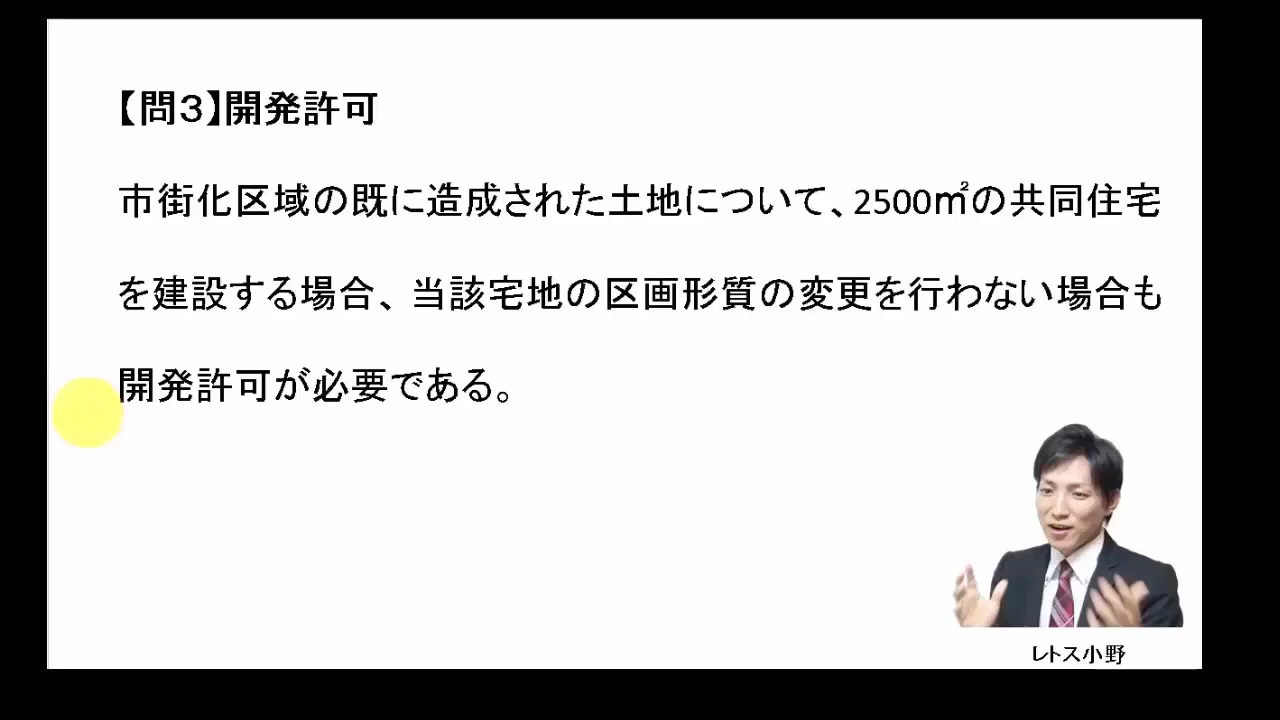 【問３】開発許可
市街化区域の既に造成された土地について、2500㎡の共同住宅
を建設する場合、当該宅地の区画形質の変更を行わない場合も
開発許可が必要である。
レトス小野